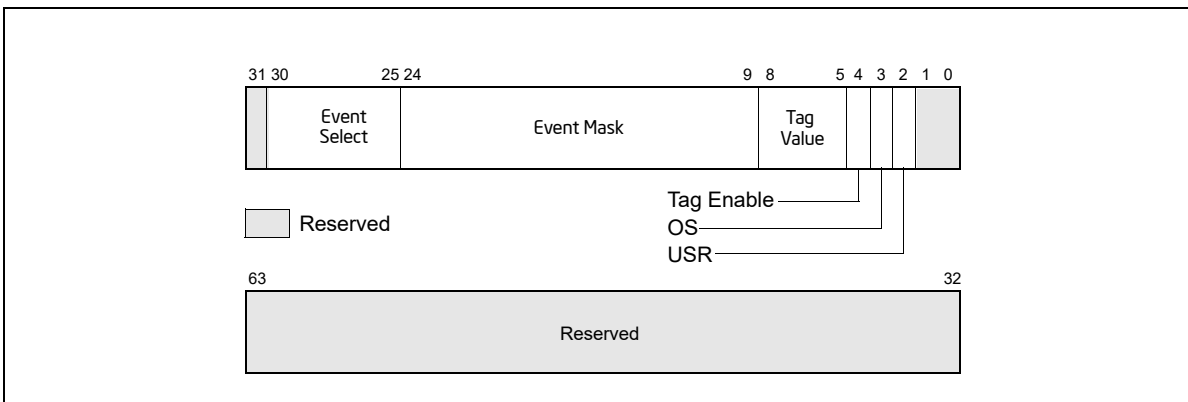 31 30 25 24 9 8 5 4 3 2 1 0
Event
Select
Event Mask
Tag
Value
Tag Enable
OS
USR
Reserved
63 32
Reserved